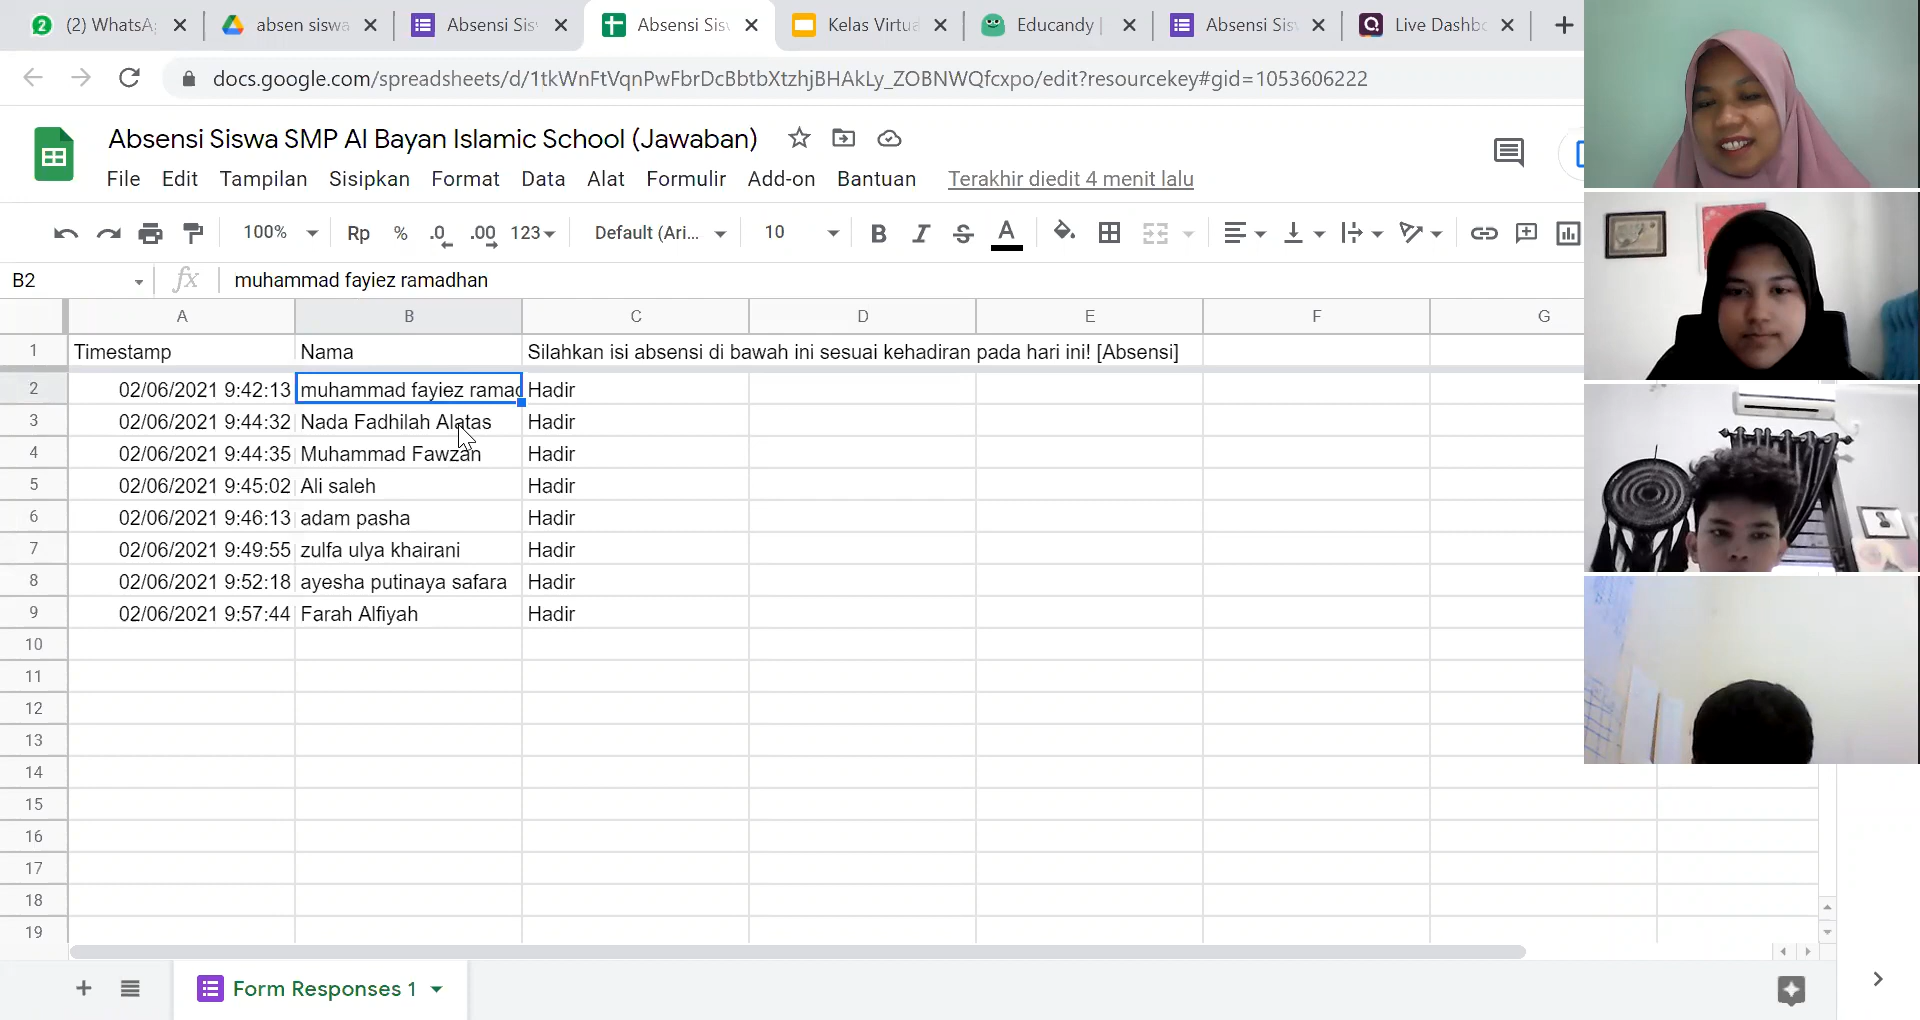 (2) WhatsA
absen siswa
Absensi Sis
Absensi Sis
Kelas Virtua
Educandy |
Absensi Sis
Live Dashbo
docs.google.com/spreadsheets/d/1tkWnFtVqnPwFbrDcBbtbXtzhjBHAkLy_ZOBNWQfcxpo/edit?resourcekey#gid=1053606222
Absensi Siswa SMP Al Bayan Islamic School (Jawaban)
File Edit Tampilan Sisipkan Format Data Alat Formulir Add-on Bantuan Terakhir diedit 4 menit lalu
100% Rp % .0 .00 123 Default (Ari... 10 B I S A
B2 fx muhammad fayiez ramadhan
A B C D E F G
1 Timestamp Nama Silahkan isi absensi di bawah ini sesuai kehadiran pada hari ini! [Absensi]
2 02/06/2021 9:42:13 muhammad fayiez ramad Hadir
3 02/06/2021 9:44:32 Nada Fadhilah Alatas Hadir
4 02/06/2021 9:44:35 Muhammad Fawzan Hadir
5 02/06/2021 9:45:02 Ali saleh Hadir
6 02/06/2021 9:46:13 adam pasha Hadir
7 02/06/2021 9:49:55 zulfa ulya khairani Hadir
8 02/06/2021 9:52:18 ayesha putinaya safara Hadir
9 02/06/2021 9:57:44 Farah Alfiyah Hadir
10
11
12
13
14
15
16
17
18
19
Form Responses 1